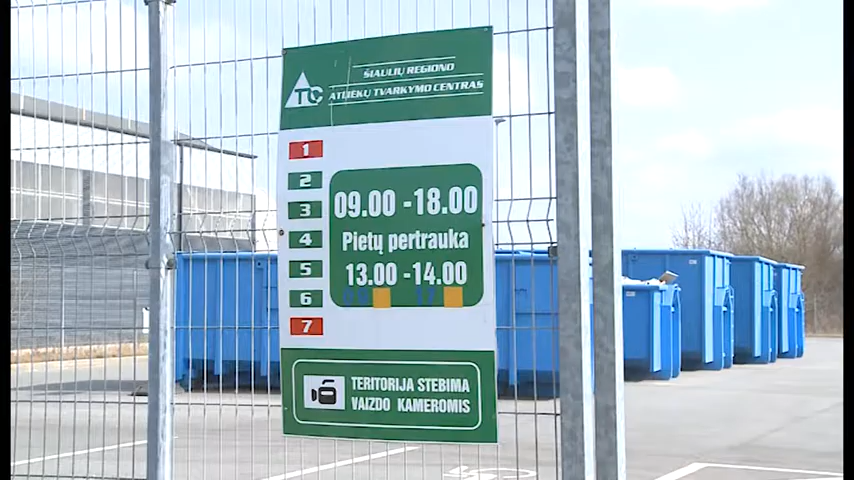 TC
ŠIAULIŲ REGIONO
ATLIEKŲ TVARKYMO CENTRAS
1
2
3
4
5
6
7
09.00 -18.00
Pietų pertrauka
13.00 -14.00
TERITORIJA STEBIMA
VAIZDO KAMEROMIS